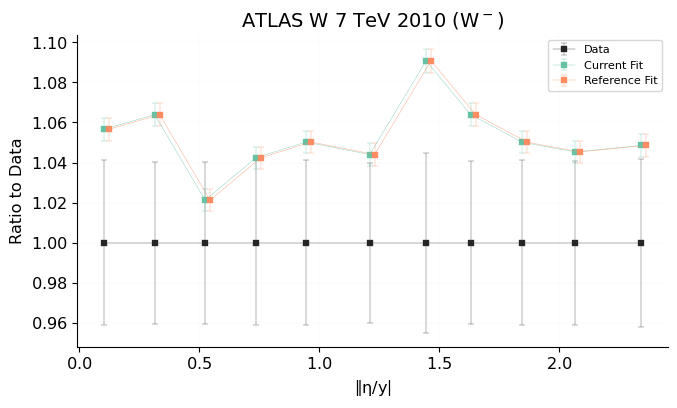 ATLAS W 7 TeV 2010 (W⁻)
Ratio to Data
1.10
1.08
1.06
1.04
1.02
1.00
0.98
0.96
Data
Current Fit
Reference Fit
0.0 0.5 1.0 1.5 2.0
‖η/y|